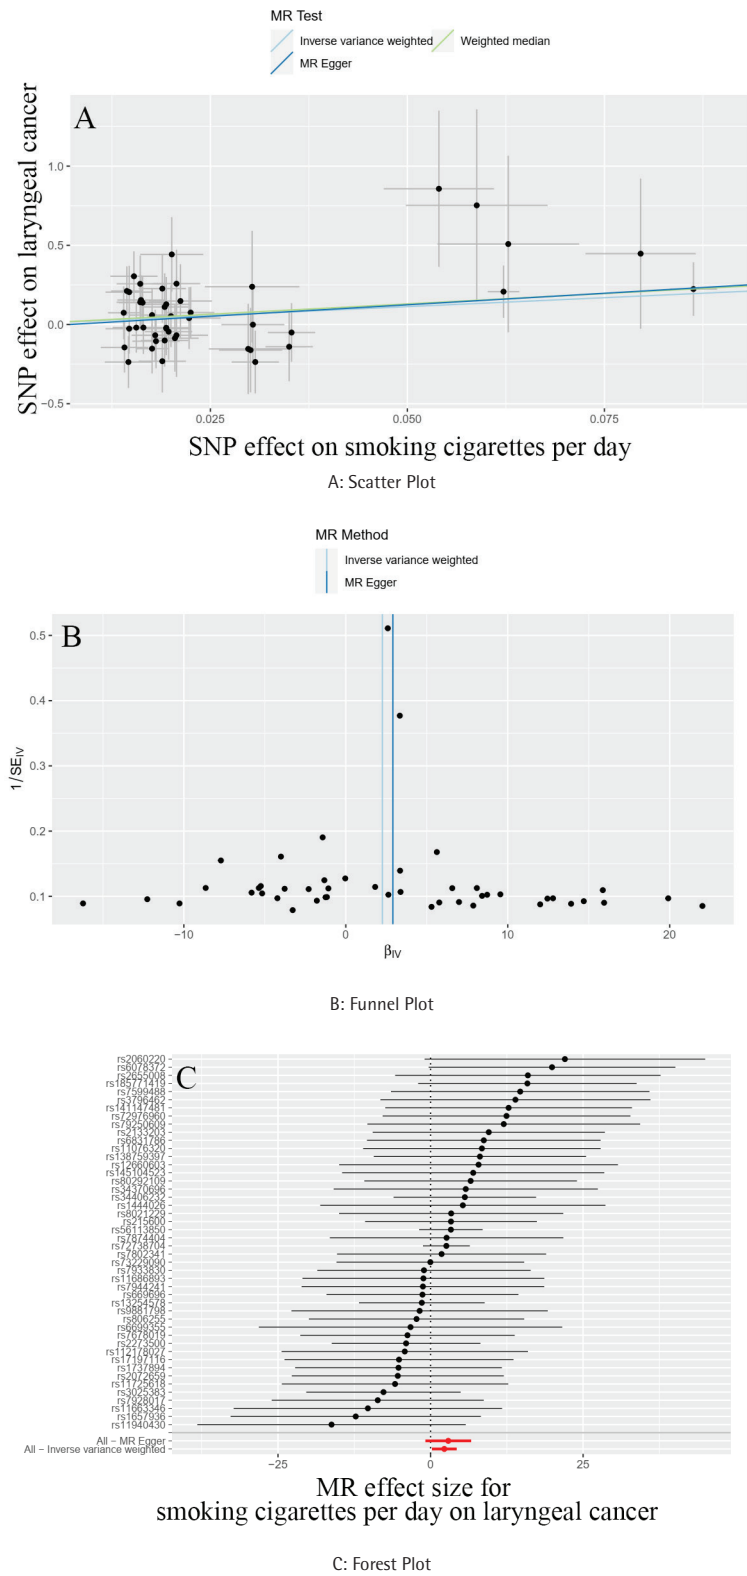 MR Test
Inverse variance weighted
Weighted median
MR Egger
A
SNP effect on laryngeal cancer
1.0
0.5
0.0
−0.5
0.025
0.050
0.075
SNP effect on smoking cigarettes per day
A: Scatter Plot
MR Method
Inverse variance weighted
MR Egger
B
1/SE_IV
0.5
0.4
0.3
0.2
0.1
−10
0
10
20
β_IV
B: Funnel Plot
C
rs2060220
rs6078372
rs2655008
rs185771419
rs7599488
rs3796462
rs141147481
rs72976960
rs79250609
rs2133203
rs6831786
rs11076320
rs138759397
rs12660603
rs145104523
rs80292109
rs34370696
rs34406232
rs1444026
rs8021229
rs215600
rs56113850
rs7874404
rs72738704
rs7802341
rs73229090
rs7933830
rs11686893
rs7944241
rs669696
rs13254578
rs9881798
rs806255
rs6699355
rs7678019
rs2273500
rs112178027
rs17197116
rs1737894
rs2072659
rs11725618
rs3025383
rs7928017
rs11663346
rs1657936
rs11940430
All − MR Egger
All − Inverse variance weighted
−25
0
25
MR effect size for
smoking cigarettes per day on laryngeal cancer
C: Forest Plot